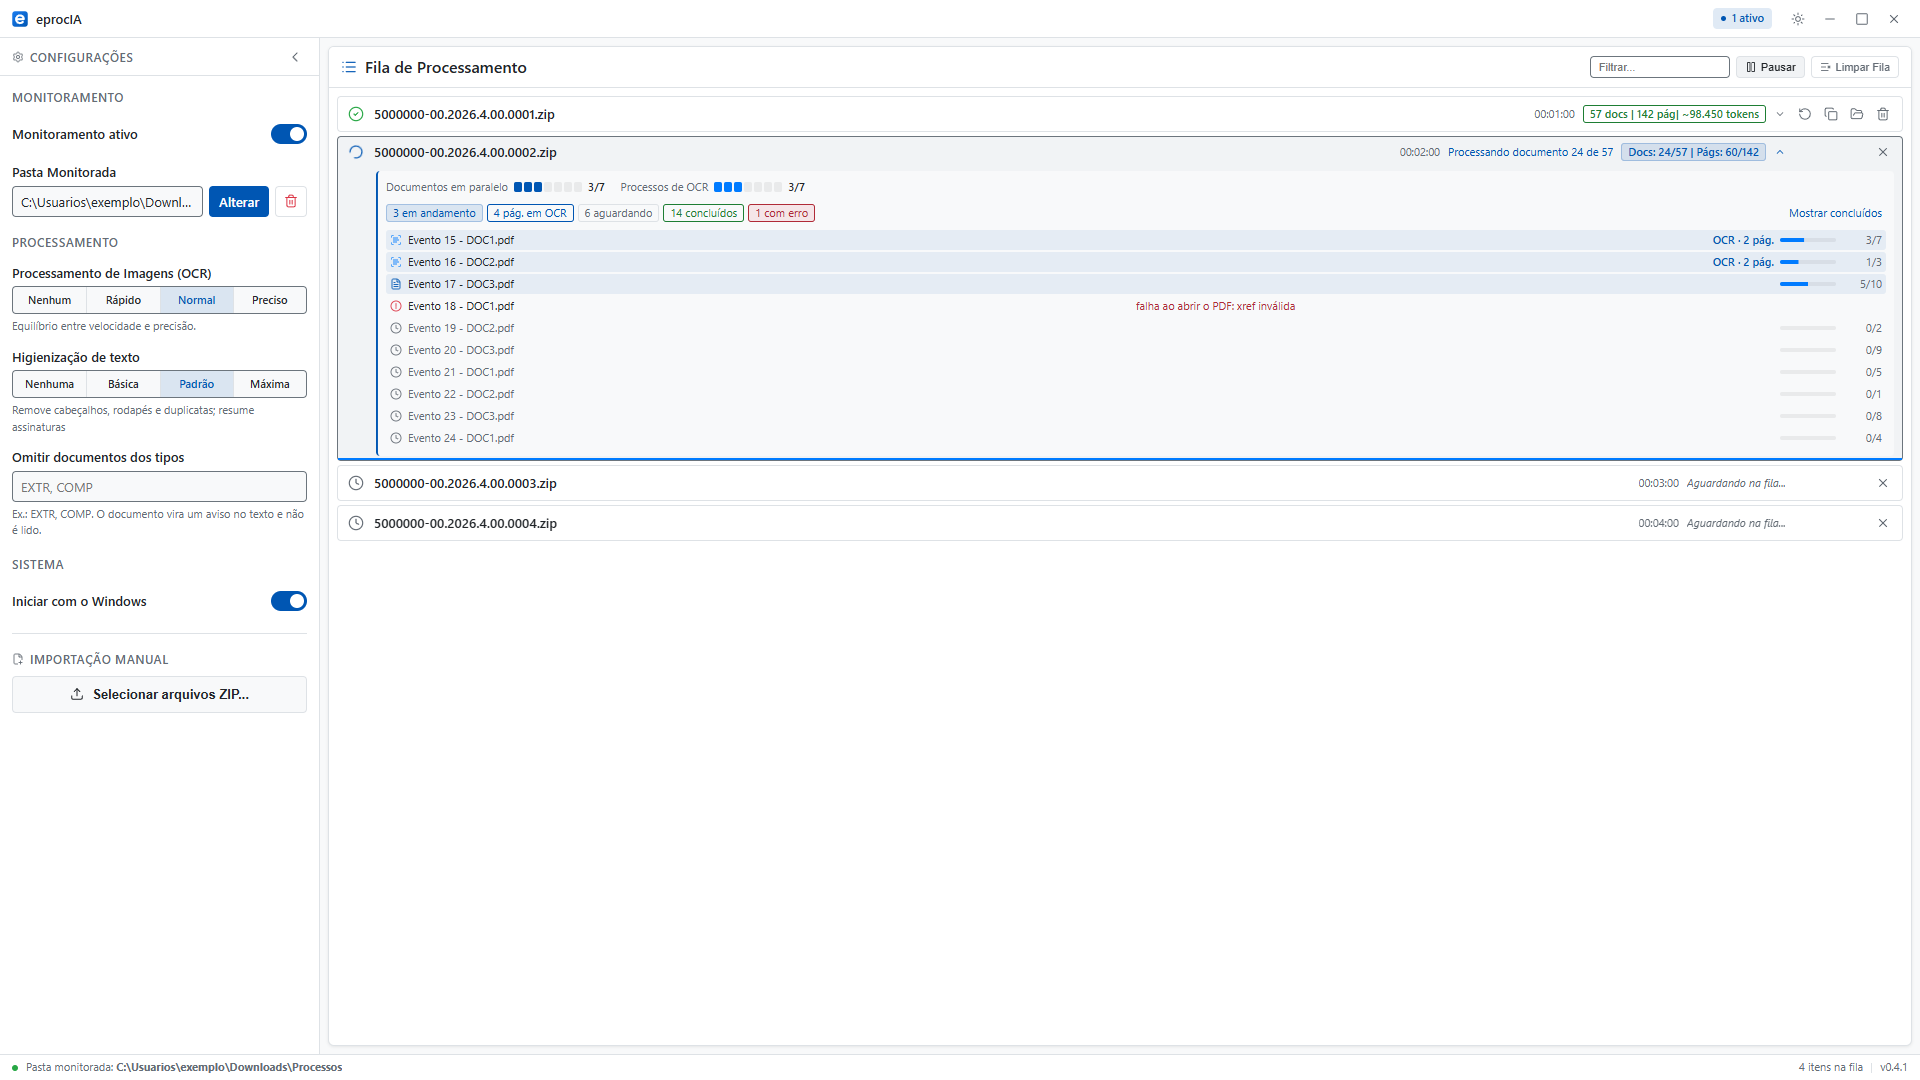 eprocIA
1 ativo
CONFIGURAÇÕES
MONITORAMENTO
Monitoramento ativo
Pasta Monitorada
C:\Usuarios\exemplo\Downl...
Alterar
PROCESSAMENTO
Processamento de Imagens (OCR)
Nenhum Rápido Normal Preciso
Equilíbrio entre velocidade e precisão.
Higienização de texto
Nenhuma Básica Padrão Máxima
Remove cabeçalhos, rodapés e duplicatas; resume
assinaturas
Omitir documentos dos tipos
EXTR, COMP
Ex.: EXTR, COMP. O documento vira um aviso no texto e não
é lido.
SISTEMA
Iniciar com o Windows
IMPORTAÇÃO MANUAL
Selecionar arquivos ZIP...
Fila de Processamento
Filtrar...
Pausar
Limpar Fila
5000000-00.2026.4.00.0001.zip 00:01:00 57 docs | 142 pág| ~98.450 tokens
5000000-00.2026.4.00.0002.zip 00:02:00 Processando documento 24 de 57 Docs: 24/57 | Págs: 60/142
Documentos em paralelo 3/7 Processos de OCR 3/7
3 em andamento 4 pág. em OCR 6 aguardando 14 concluídos 1 com erro Mostrar concluídos
Evento 15 - DOC1.pdf OCR · 2 pág. 3/7
Evento 16 - DOC2.pdf OCR · 2 pág. 1/3
Evento 17 - DOC3.pdf 5/10
Evento 18 - DOC1.pdf falha ao abrir o PDF: xref inválida
Evento 19 - DOC2.pdf 0/2
Evento 20 - DOC3.pdf 0/9
Evento 21 - DOC1.pdf 0/5
Evento 22 - DOC2.pdf 0/1
Evento 23 - DOC3.pdf 0/8
Evento 24 - DOC1.pdf 0/4
5000000-00.2026.4.00.0003.zip 00:03:00 Aguardando na fila...
5000000-00.2026.4.00.0004.zip 00:04:00 Aguardando na fila...
Pasta monitorada: C:\Usuarios\exemplo\Downloads\Processos
4 itens na fila v0.4.1